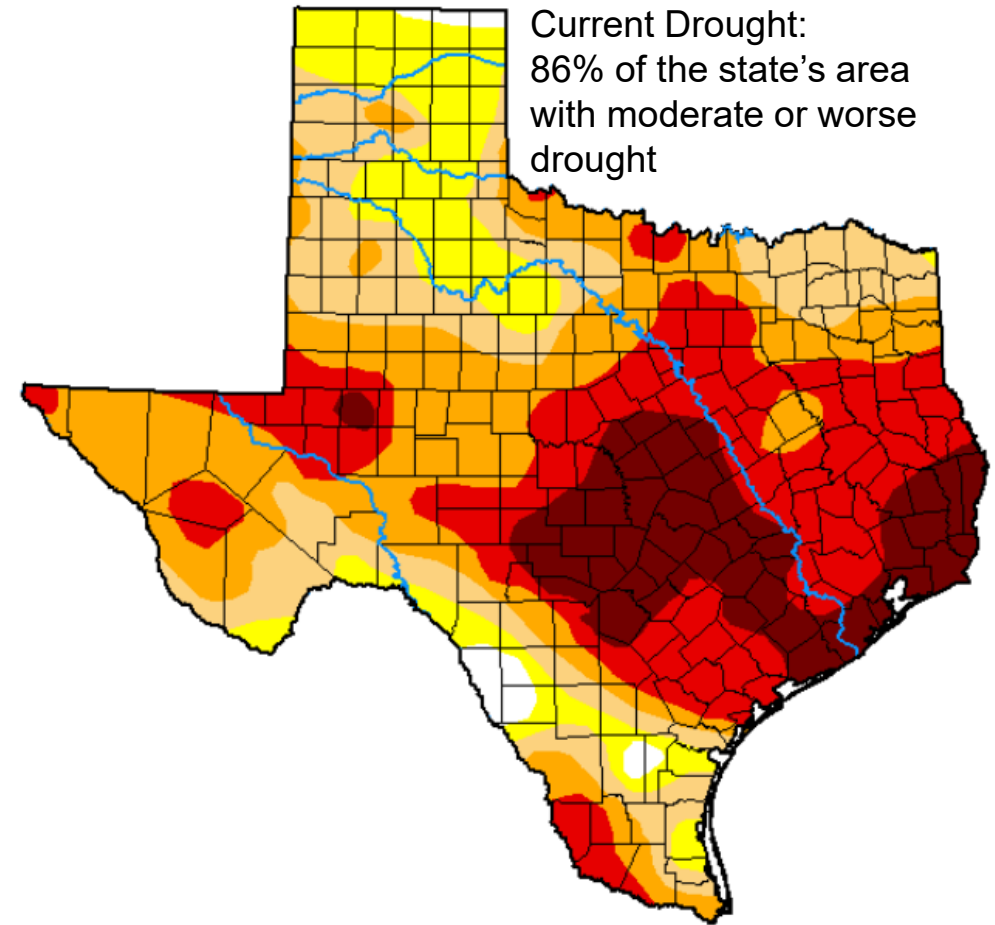 Current Drought:
86% of the state’s area
with moderate or worse
drought